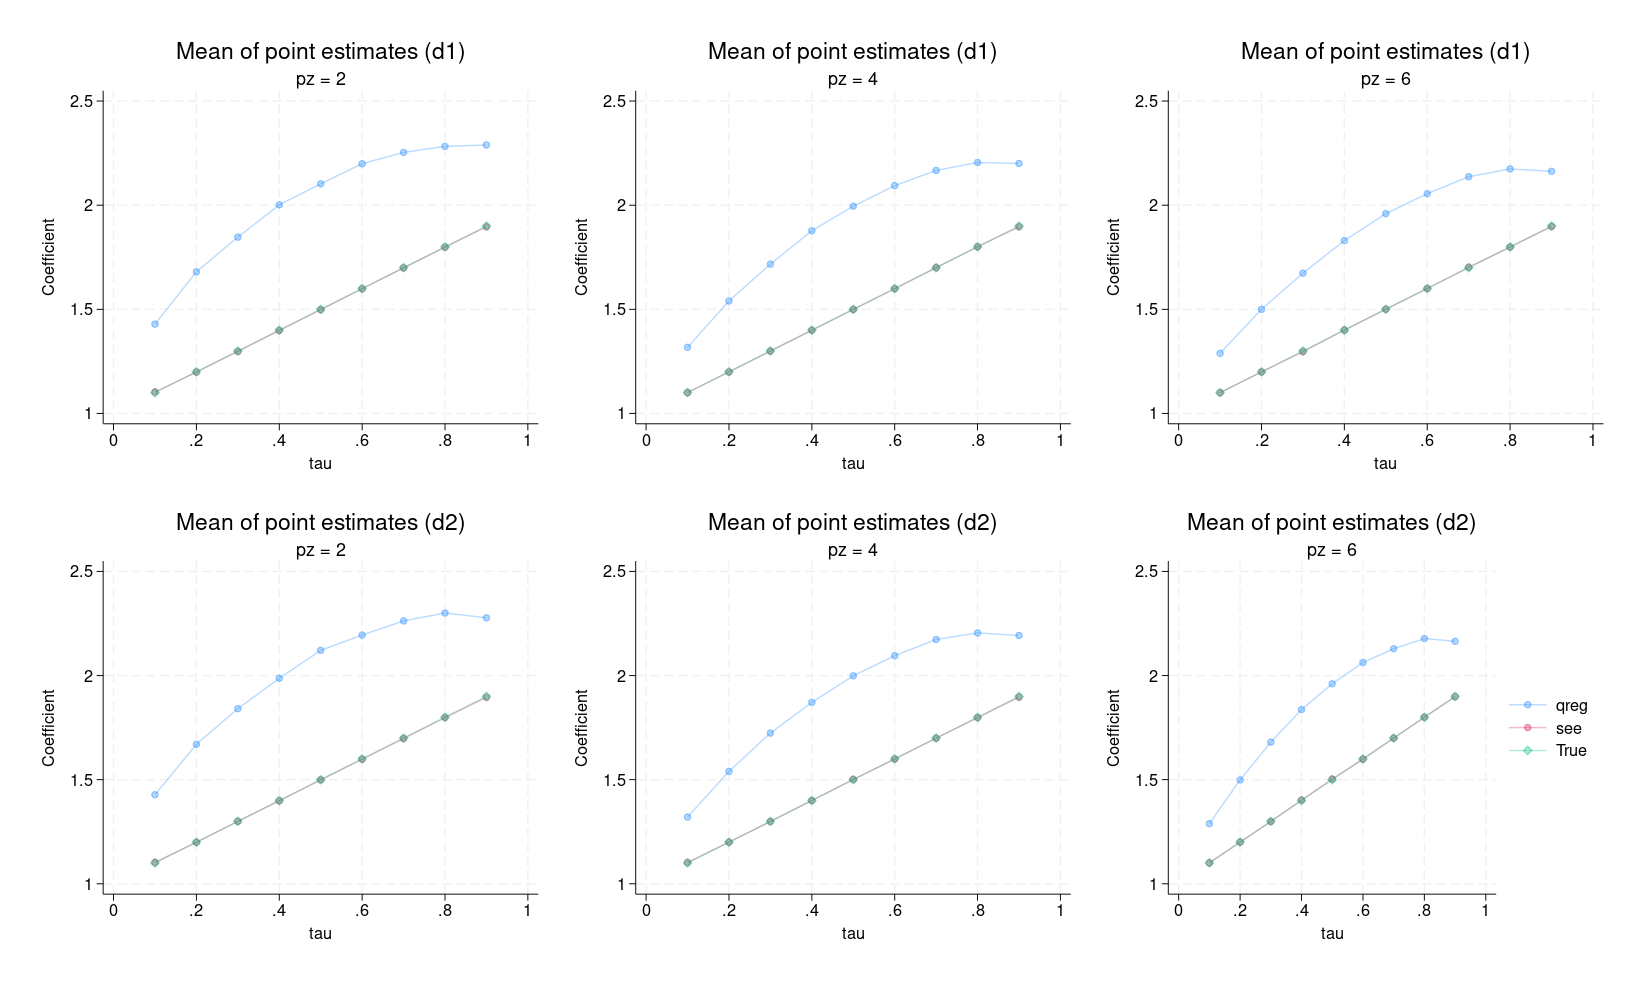 Mean of point estimates (d1)
pz = 2
2.5
2
1.5
1
Coefficient
0 .2 .4 .6 .8 1
tau
Mean of point estimates (d1)
pz = 4
2.5
2
1.5
1
Coefficient
0 .2 .4 .6 .8 1
tau
Mean of point estimates (d1)
pz = 6
2.5
2
1.5
1
Coefficient
0 .2 .4 .6 .8 1
tau
Mean of point estimates (d2)
pz = 2
2.5
2
1.5
1
Coefficient
0 .2 .4 .6 .8 1
tau
Mean of point estimates (d2)
pz = 4
2.5
2
1.5
1
Coefficient
0 .2 .4 .6 .8 1
tau
Mean of point estimates (d2)
pz = 6
2.5
2
1.5
1
Coefficient
0 .2 .4 .6 .8 1
tau
qreg
see
True